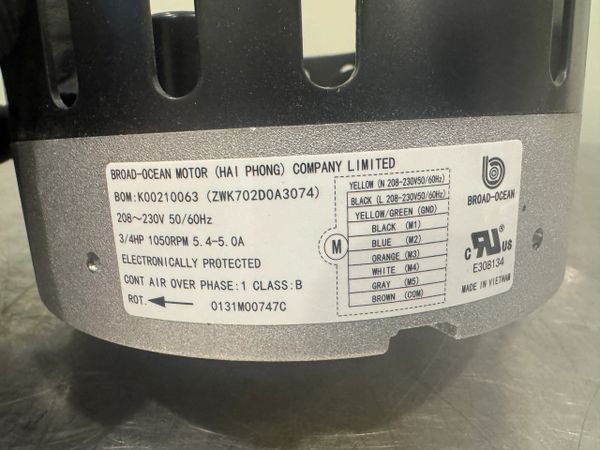 BROAD-OCEAN MOTOR (HAI PHONG) COMPANY LIMITED
BOM:K00210063 (ZWK702D0A3074)
208~230V 50/60Hz
3/4HP 1050RPM 5.4-5.0A
ELECTRONICALLY PROTECTED
CONT AIR OVER PHASE:1 CLASS:B
ROT. 0131M00747C
M
YELLOW (N 208-230V50/60Hz)
BLACK (L 208-230V50/60Hz)
YELLOW/GREEN (GND)
BLACK (M1)
BLUE (M2)
ORANGE (M3)
WHITE (M4)
GRAY (M5)
BROWN (COM)
BROAD-OCEAN
c RU US
E308134
MADE IN VIETNAM